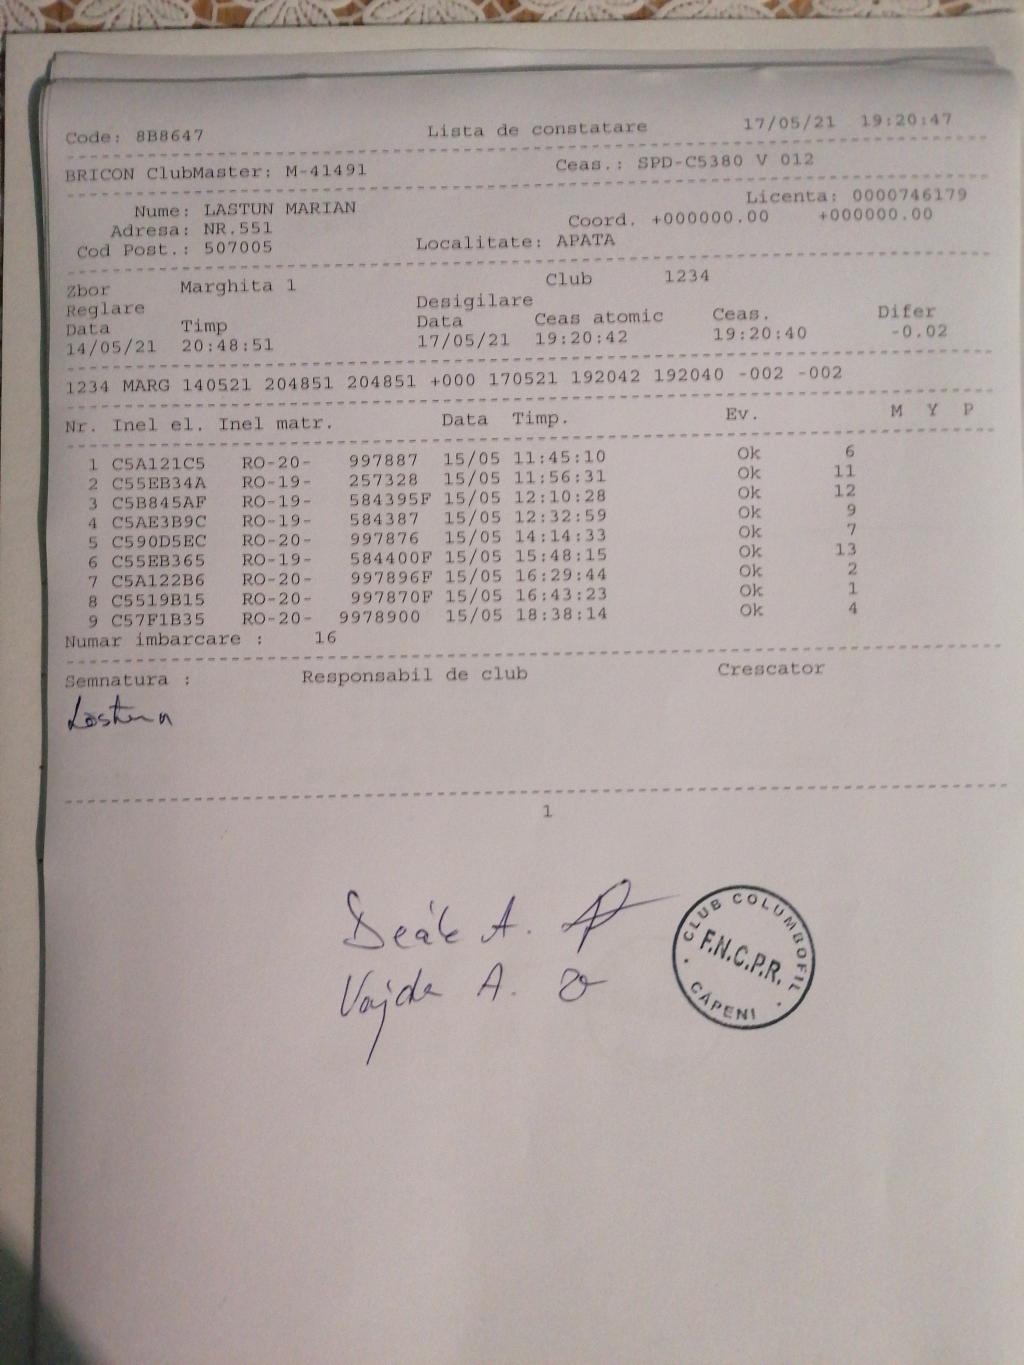 Code: 8B8647 Lista de constatare 17/05/21 19:20:47
BRICON ClubMaster: M-41491 Ceas.: SPD-C5380 V 012
Licenta: 0000746179
Nume: LASTUN MARIAN
Adresa: NR.551 Coord. +000000.00 +000000.00
Cod Post.: 507005 Localitate: APATA
Zbor Marghita 1 Club 1234
Reglare Desigilare
Data Timp Data Ceas atomic Ceas. Difer
14/05/21 20:48:51 17/05/21 19:20:42 19:20:40 -0.02
1234 MARG 140521 204851 204851 +000 170521 192042 192040 -002 -002
Nr. Inel el. Inel matr. Data Timp. Ev. M Y P
1 C5A121C5 RO-20- 997887 15/05 11:45:10 Ok 6
2 C55EB34A RO-19- 257328 15/05 11:56:31 Ok 11
3 C5B845AF RO-19- 584395F 15/05 12:10:28 Ok 12
4 C5AE3B9C RO-19- 584387 15/05 12:32:59 Ok 9
5 C590D5EC RO-20- 997876 15/05 14:14:33 Ok 7
6 C55EB365 RO-19- 584400F 15/05 15:48:15 Ok 13
7 C5A122B6 RO-20- 997896F 15/05 16:29:44 Ok 2
8 C5519B15 RO-20- 997870F 15/05 16:43:23 Ok 1
9 C57F1B35 RO-20- 9978900 15/05 18:38:14 Ok 4
Numar imbarcare : 16
Semnatura : Responsabil de club Crescator
Lastun
1
Deák A.
Vajda A.
CLUB COLUMBOFIL
F.N.C.P.R.
CĂPENI